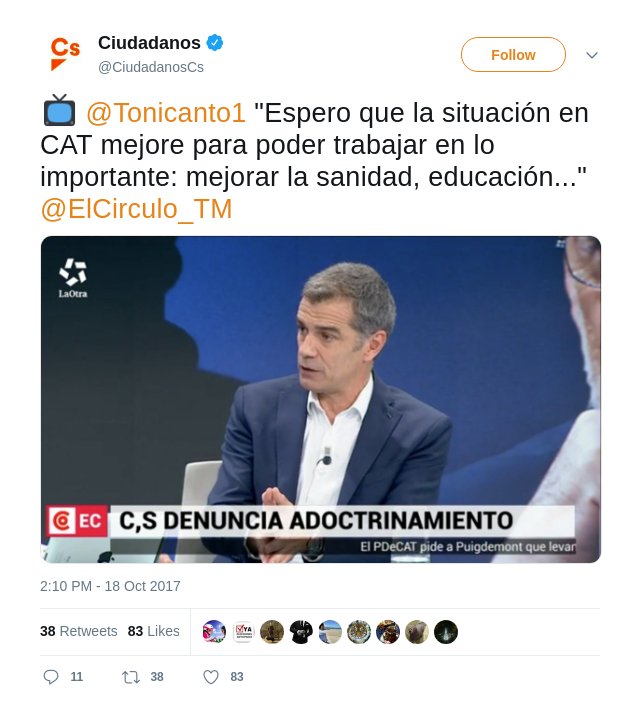 Cs
Ciudadanos
@CiudadanosCs
Follow
@Tonicanto1 "Espero que la situación en
CAT mejore para poder trabajar en lo
importante: mejorar la sanidad, educación..."
@ElCirculo_TM
LaOtra
EC C,S DENUNCIA ADOCTRINAMIENTO
El PDeCAT pide a Puigdemont que levan
2:10 PM - 18 Oct 2017
38 Retweets 83 Likes
YA
11 38 83